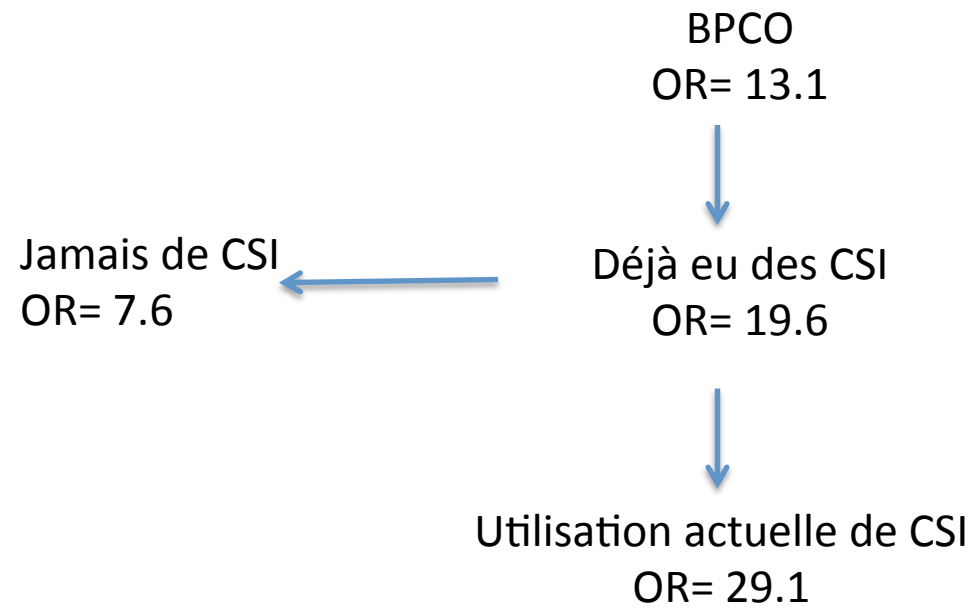 BPCO
OR= 13.1
Jamais de CSI
OR= 7.6
Déjà eu des CSI
OR= 19.6
Utilisation actuelle de CSI
OR= 29.1